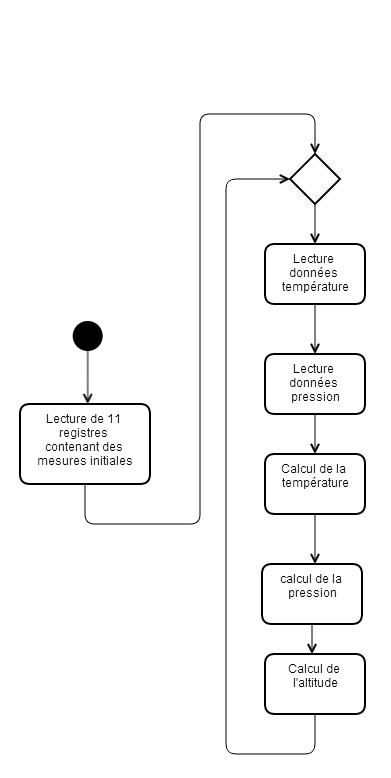 Lecture de 11
registres
contenant des
mesures initiales
Lecture
données
température
Lecture
données
pression
Calcul de la
température
calcul de la
pression
Calcul de
l'altitude